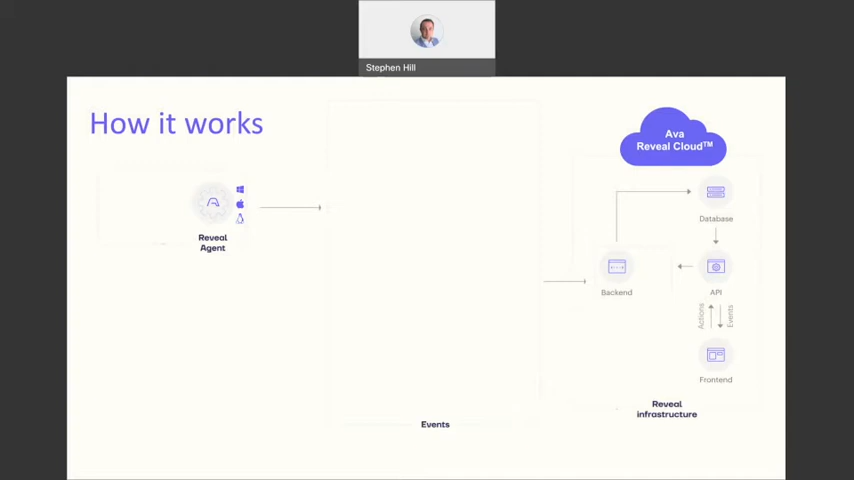 Stephen Hill
How it works
Ava
Reveal Cloud™
Reveal
Agent
Database
Backend
API
Actions
Events
Frontend
Reveal
infrastructure
Events